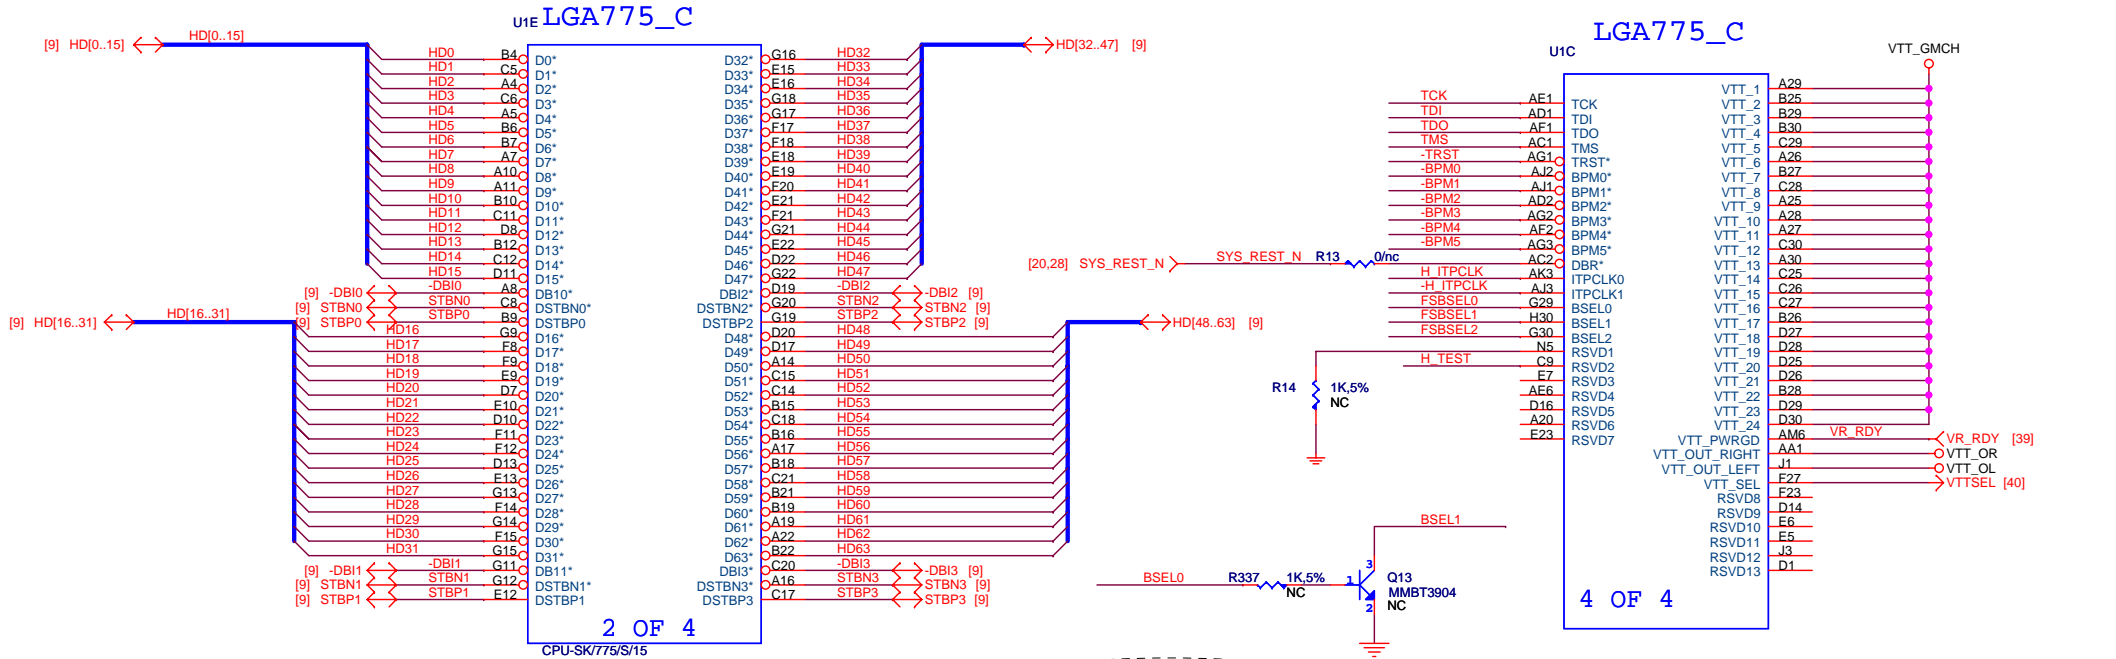 U1E LGA775_C
[9] HD[0..15] HD[0..15]
HD0 B4 D0*
HD1 C5 D1*
HD2 A4 D2*
HD3 C6 D3*
HD4 A5 D4*
HD5 B6 D5*
HD6 B7 D6*
HD7 A7 D7*
HD8 A10 D8*
HD9 A11 D9*
HD10 B10 D10*
HD11 C11 D11*
HD12 D8 D12*
HD13 B12 D13*
HD14 C12 D14*
HD15 D11 D15*
[9] -DBI0 -DBI0 A8 DB10*
[9] STBN0 STBN0 C8 DSTBN0*
[9] STBP0 STBP0 B9 DSTBP0
[9] HD[16..31] HD[16..31]
HD16 G9 D16*
HD17 F8 D17*
HD18 F9 D18*
HD19 E9 D19*
HD20 D7 D20*
HD21 E10 D21*
HD22 D10 D22*
HD23 F11 D23*
HD24 F12 D24*
HD25 D13 D25*
HD26 E13 D26*
HD27 G13 D27*
HD28 F14 D28*
HD29 G14 D29*
HD30 F15 D30*
HD31 G15 D31*
[9] -DBI1 -DBI1 G11 DB11*
[9] STBN1 STBN1 G12 DSTBN1*
[9] STBP1 STBP1 E12 DSTBP1
HD[32..47] [9]
D32* G16 HD32
D33* E15 HD33
D34* E16 HD34
D35* G18 HD35
D36* G17 HD36
D37* F17 HD37
D38* F18 HD38
D39* E18 HD39
D40* E19 HD40
D41* F20 HD41
D42* E21 HD42
D43* F21 HD43
D44* G21 HD44
D45* E22 HD45
D46* D22 HD46
D47* G22 HD47
DBI2* D19 -DBI2 -DBI2 [9]
DSTBN2* G20 STBN2 STBN2 [9]
DSTBP2 G19 STBP2 STBP2 [9]
HD[48..63] [9]
D48* D20 HD48
D49* D17 HD49
D50* A14 HD50
D51* C15 HD51
D52* C14 HD52
D53* B15 HD53
D54* C18 HD54
D55* B16 HD55
D56* A17 HD56
D57* B18 HD57
D58* C21 HD58
D59* B21 HD59
D60* B19 HD60
D61* A19 HD61
D62* A22 HD62
D63* B22 HD63
DBI3* C20 -DBI3 -DBI3 [9]
DSTBN3* A16 STBN3 STBN3 [9]
DSTBP3 C17 STBP3 STBP3 [9]
2 OF 4
CPU-SK/775/S/15
LGA775_C
U1C
TCK AE1 TCK
TDI AD1 TDI
TDO AF1 TDO
TMS AC1 TMS
-TRST AG1 TRST*
-BPM0 AJ2 BPM0*
-BPM1 AJ1 BPM1*
-BPM2 AD2 BPM2*
-BPM3 AG2 BPM3*
-BPM4 AF2 BPM4*
-BPM5 AG3 BPM5*
[20,28] SYS_REST_N SYS_REST_N R13 0/nc AC2 DBR*
H_ITPCLK AK3 ITPCLK0
-H_ITPCLK AJ3 ITPCLK1
FSBSEL0 G29 BSEL0
FSBSEL1 H30 BSEL1
FSBSEL2 G30 BSEL2
N5 RSVD1
H_TEST C9 RSVD2
E7 RSVD3
AE6 RSVD4
D16 RSVD5
A20 RSVD6
E23 RSVD7
R14 1K,5%
NC
VTT_GMCH
VTT_1 A29
VTT_2 B25
VTT_3 B29
VTT_4 B30
VTT_5 C29
VTT_6 A26
VTT_7 B27
VTT_8 C28
VTT_9 A25
VTT_10 A28
VTT_11 A27
VTT_12 C30
VTT_13 A30
VTT_14 C25
VTT_15 C26
VTT_16 C27
VTT_17 B26
VTT_18 D27
VTT_19 D28
VTT_20 D25
VTT_21 D26
VTT_22 B28
VTT_23 D29
VTT_24 D30
VTT_PWRGD AM6 VR_RDY VR_RDY [39]
VTT_OUT_RIGHT AA1 VTT_OR
VTT_OUT_LEFT J1 VTT_OL
VTT_SEL F27 VTTSEL [40]
RSVD8 F23
RSVD9 D14
RSVD10 E6
RSVD11 E5
RSVD12 J3
RSVD13 D1
4 OF 4
BSEL1
BSEL0 R337 1K,5%
NC
3
1
2
Q13
MMBT3904
NC